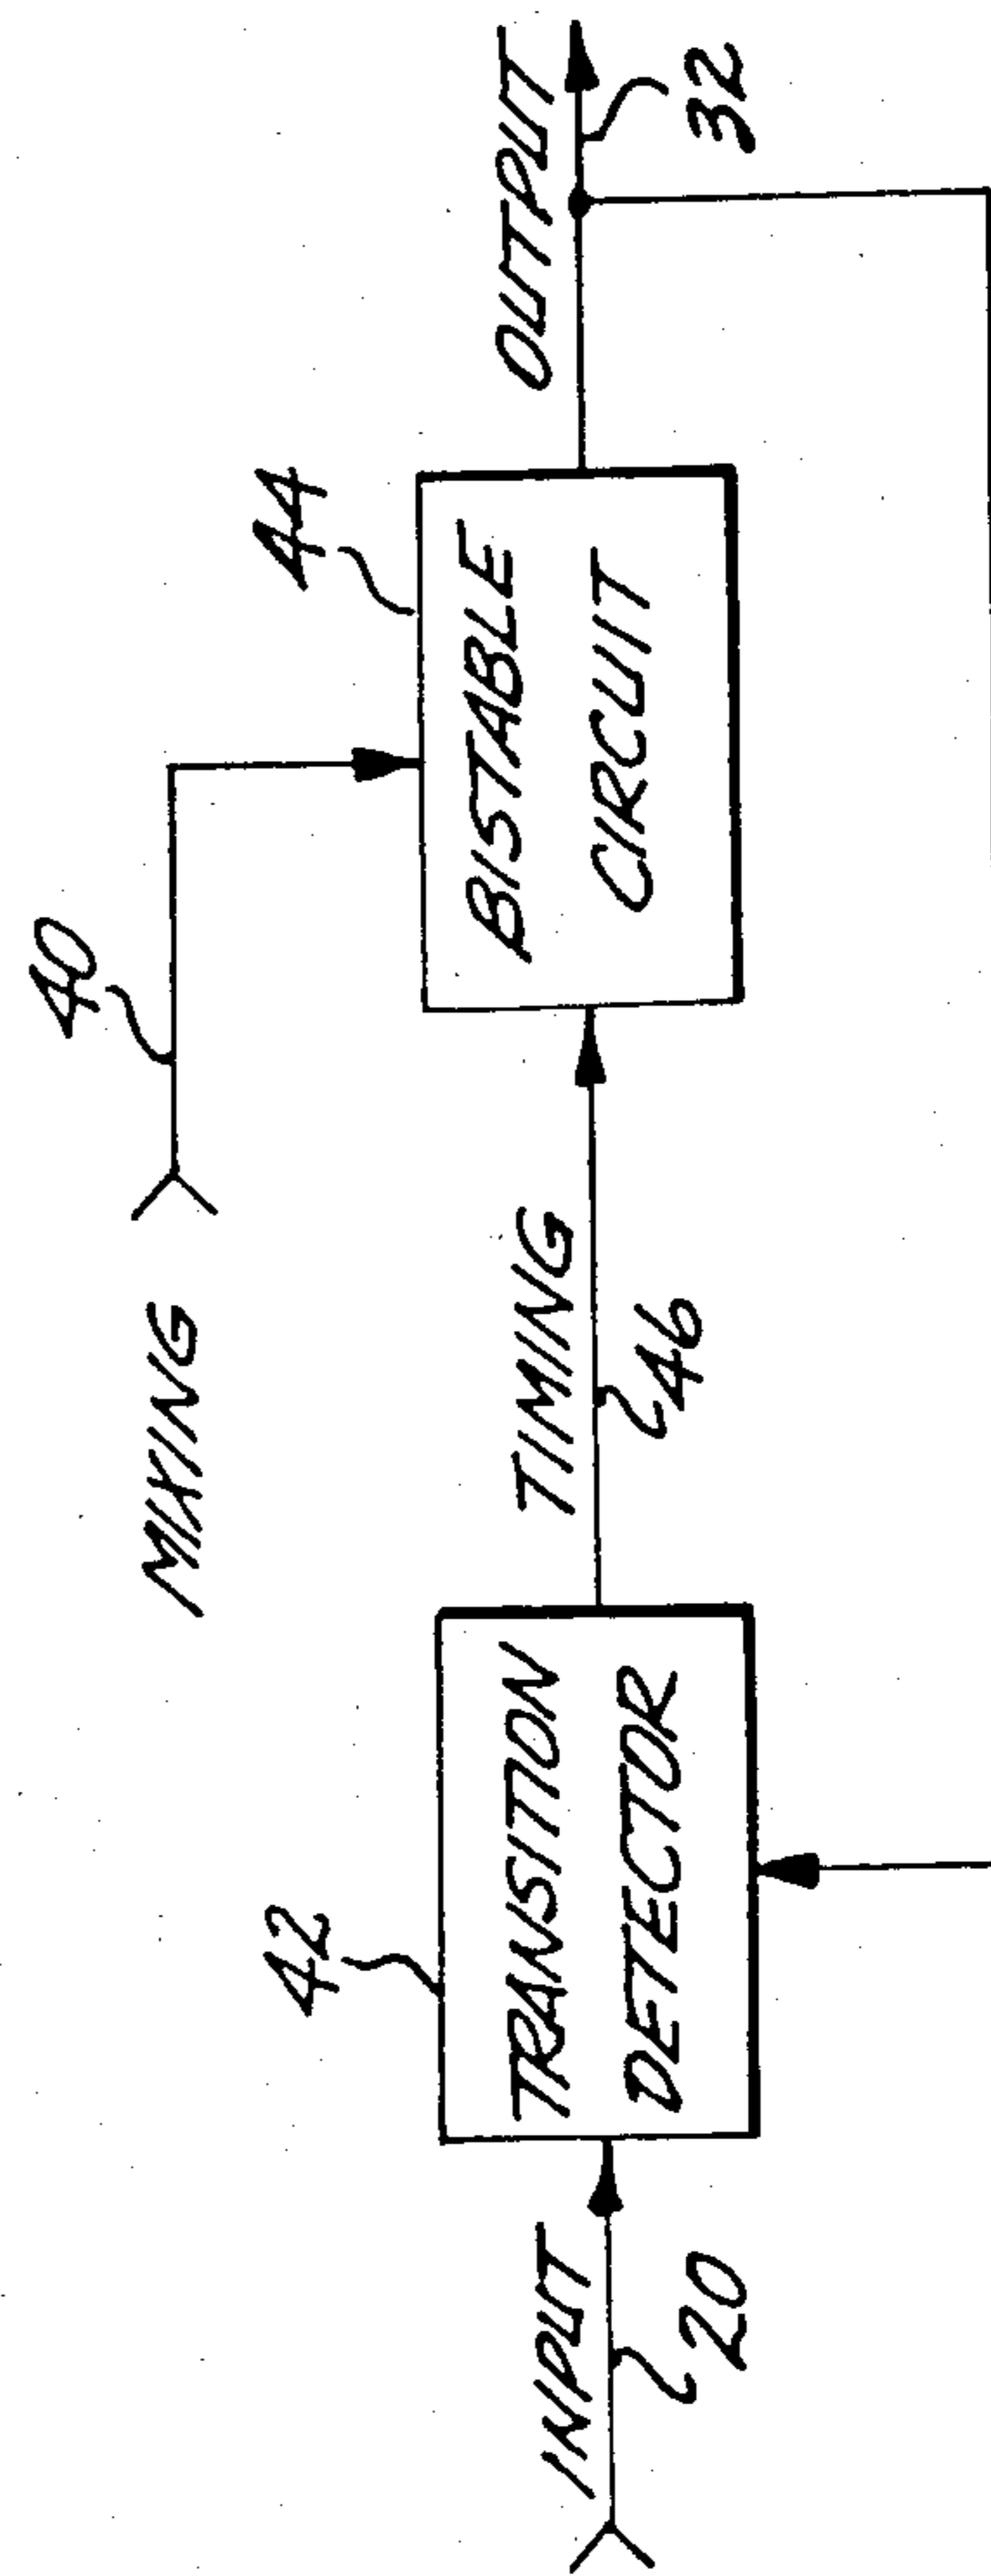 40
MIXING
44
42
OUTPUT
INPUT
TRANSITION
DETECTOR
TIMING
BISTABLE
CIRCUIT
20
46
32